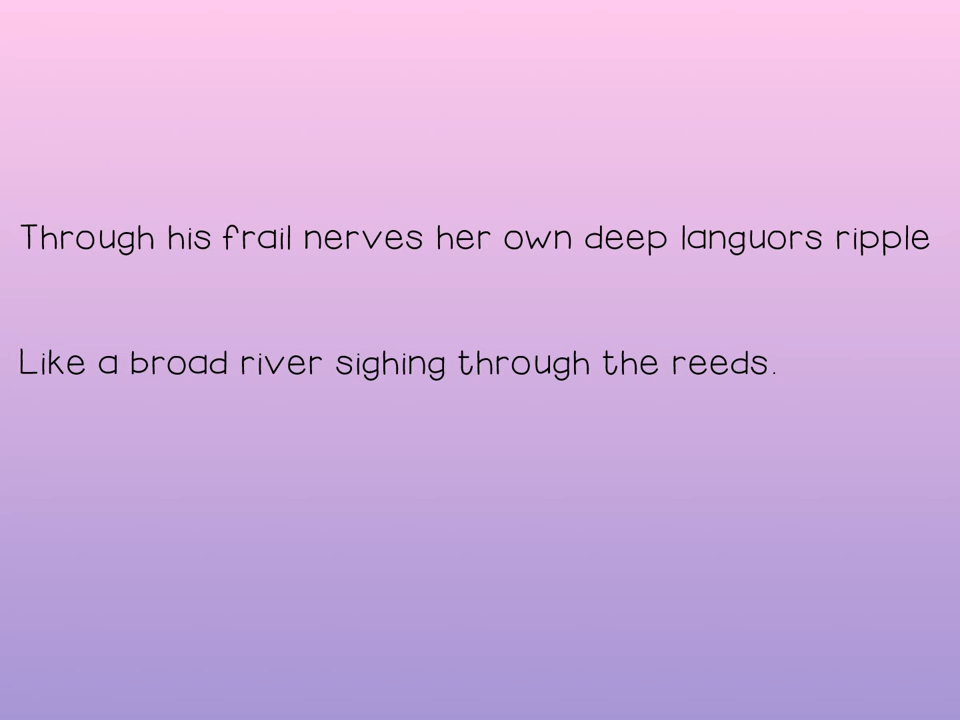 Through his frail nerves her own deep languors ripple
Like a broad river sighing through the reeds.